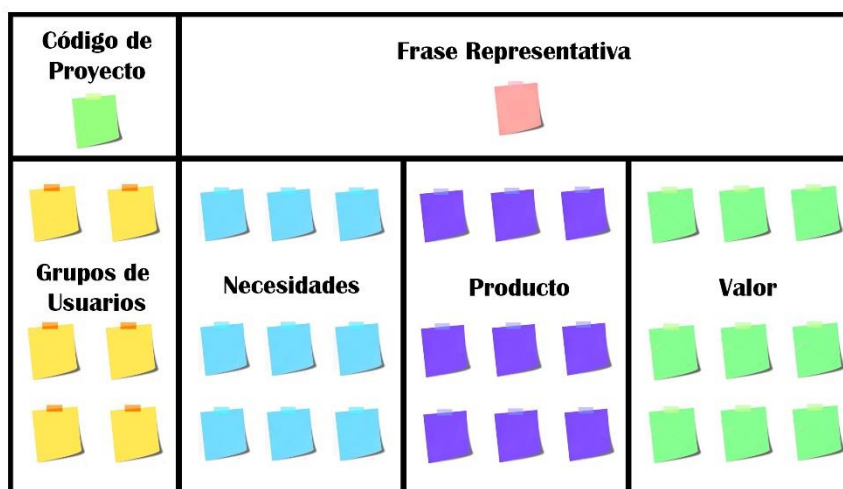 Código de
Proyecto
Frase Representativa
Grupos de
Usuarios
Necesidades
Producto
Valor